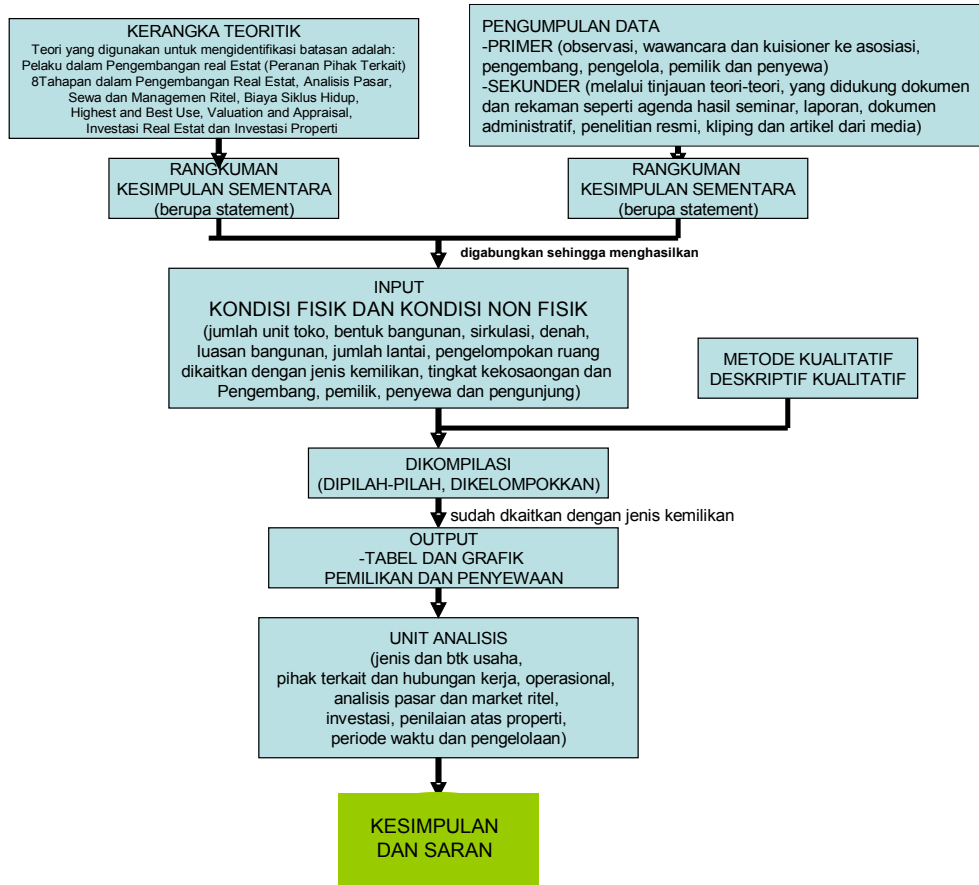 KERANGKA TEORITIK
Teori yang digunakan untuk mengidentifikasi batasan adalah:
Pelaku dalam Pengembangan real Estat (Peranan Pihak Terkait)
8Tahapan dalam Pengembangan Real Estat, Analisis Pasar,
Sewa dan Managemen Ritel, Biaya Siklus Hidup,
Highest and Best Use, Valuation and Appraisal,
Investasi Real Estat dan Investasi Properti
PENGUMPULAN DATA
-PRIMER (observasi, wawancara dan kuisioner ke asosiasi,
pengembang, pengelola, pemilik dan penyewa)
-SEKUNDER (melalui tinjauan teori-teori, yang didukung dokumen
dan rekaman seperti agenda hasil seminar, laporan, dokumen
administratif, penelitian resmi, kliping dan artikel dari media)
RANGKUMAN
KESIMPULAN SEMENTARA
(berupa statement)
RANGKUMAN
KESIMPULAN SEMENTARA
(berupa statement)
digabungkan sehingga menghasilkan
INPUT
KONDISI FISIK DAN KONDISI NON FISIK
(jumlah unit toko, bentuk bangunan, sirkulasi, denah,
luasan bangunan, jumlah lantai, pengelompokan ruang
dikaitkan dengan jenis kemilikan, tingkat kekosaongan dan
Pengembang, pemilik, penyewa dan pengunjung)
METODE KUALITATIF
DESKRIPTIF KUALITATIF
DIKOMPILASI
(DIPILAH-PILAH, DIKELOMPOKKAN)
sudah dkaitkan dengan jenis kemilikan
OUTPUT
-TABEL DAN GRAFIK
PEMILIKAN DAN PENYEWAAN
UNIT ANALISIS
(jenis dan btk usaha,
pihak terkait dan hubungan kerja, operasional,
analisis pasar dan market ritel,
investasi, penilaian atas properti,
periode waktu dan pengelolaan)
KESIMPULAN
DAN SARAN